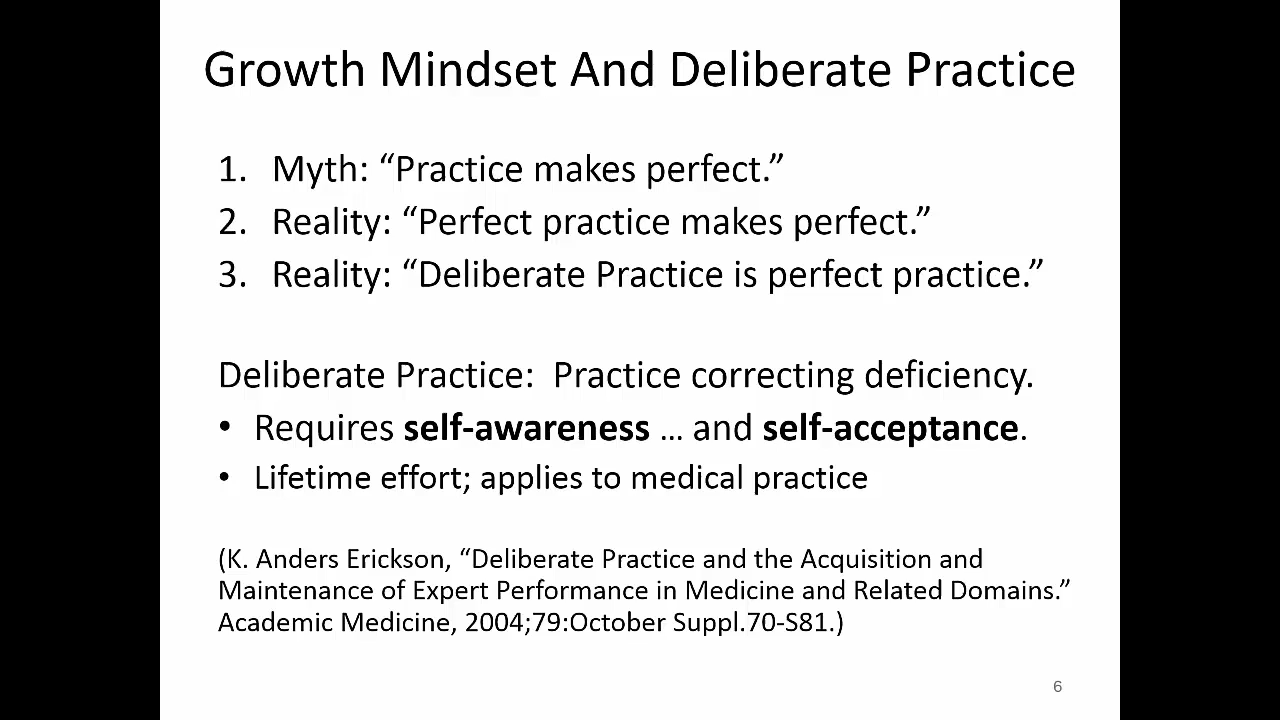 Growth Mindset And Deliberate Practice
1. Myth: “Practice makes perfect.”
2. Reality: “Perfect practice makes perfect.”
3. Reality: “Deliberate Practice is perfect practice.”
Deliberate Practice:  Practice correcting deficiency.
• Requires self-awareness … and self-acceptance.
• Lifetime effort; applies to medical practice
(K. Anders Erickson, “Deliberate Practice and the Acquisition and
Maintenance of Expert Performance in Medicine and Related Domains.”
Academic Medicine, 2004;79:October Suppl.70-S81.)
6